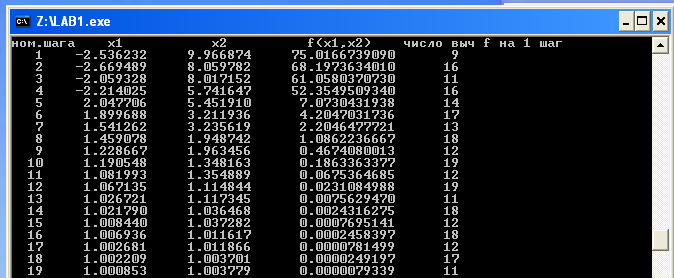 Z:\LAB1.exe
ном.шага x1 x2 f(x1,x2) число выч f на 1 шаг
1 -2.536232 9.966874 75.0166739090 9
2 -2.669489 8.059782 68.1973634010 16
3 -2.059328 8.017152 61.0580370730 11
4 -2.214025 5.741647 52.3549509340 16
5 2.047706 5.451910 7.0730431938 14
6 1.899688 3.211936 4.2047031736 17
7 1.541262 3.235619 2.2046477721 13
8 1.459078 1.948742 1.0862236667 18
9 1.228667 1.963456 0.4674080013 12
10 1.190548 1.348163 0.1863363377 19
11 1.081993 1.354889 0.0675364685 12
12 1.067135 1.114844 0.0231084988 19
13 1.026721 1.117345 0.0075629470 11
14 1.021790 1.036468 0.0024316275 18
15 1.008440 1.037282 0.0007695141 12
16 1.006936 1.011617 0.0002458397 18
17 1.002681 1.011866 0.0000781499 12
18 1.002209 1.003701 0.0000249197 17
19 1.000853 1.003779 0.0000079339 11